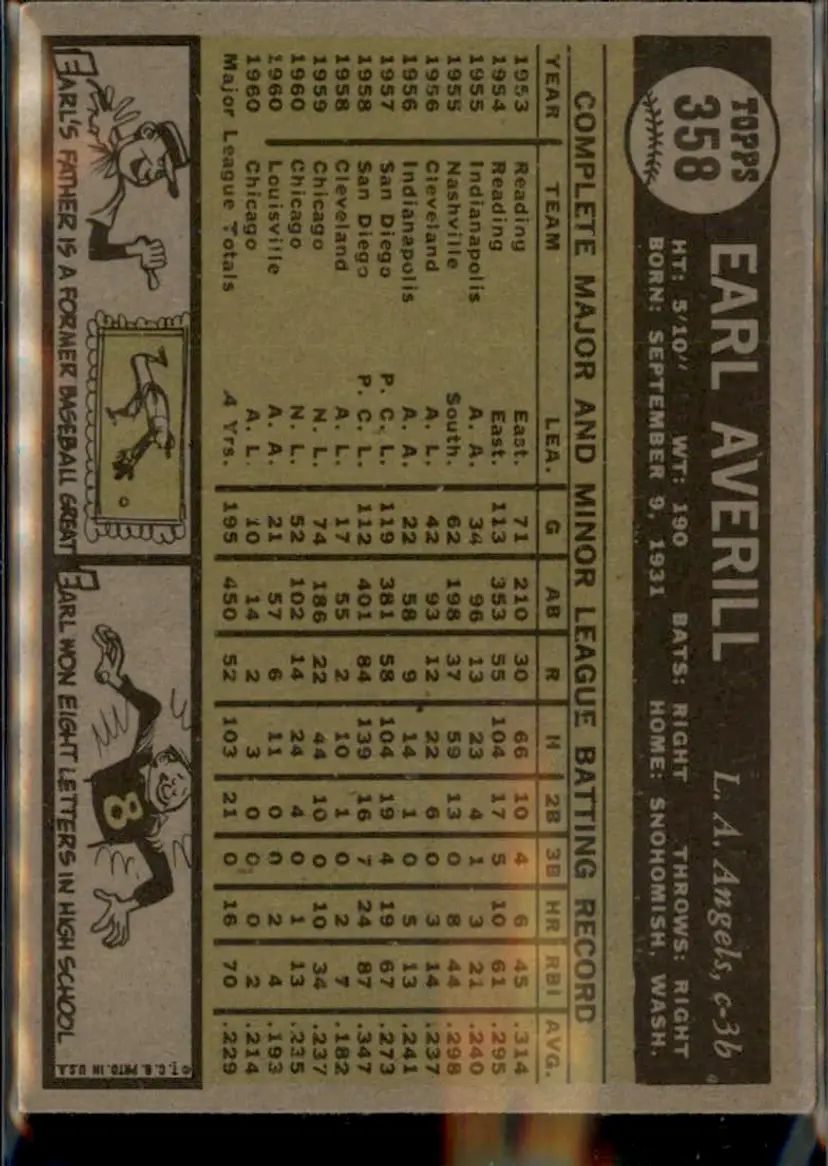 TOPPS
358
EARL AVERILL L. A. Angels, c-3b
HT: 5'10" WT: 190 BATS: RIGHT THROWS: RIGHT
BORN: SEPTEMBER 9, 1931 HOME: SNOHOMISH, WASH.
COMPLETE MAJOR AND MINOR LEAGUE BATTING RECORD
YEAR TEAM LEA. G AB R H 2B 3B HR RBI AVG.
1953 Reading East. 71 210 30 66 10 4 6 45 .314
1954 Reading East. 113 353 55 104 17 5 10 61 .295
1955 Indianapolis A. A. 34 96 13 23 4 1 3 21 .240
1955 Nashville South. 62 198 37 59 13 0 8 44 .298
1956 Cleveland A. L. 42 93 12 22 6 0 3 14 .237
1956 Indianapolis A. A. 22 58 9 14 1 0 5 13 .241
1957 San Diego P. C. L. 119 381 58 104 19 4 19 67 .273
1958 San Diego P. C. L. 112 401 84 139 16 7 24 87 .347
1958 Cleveland A. L. 17 55 2 10 1 0 2 7 .182
1959 Chicago N. L. 74 186 22 44 10 0 10 34 .237
1960 Chicago N. L. 52 102 14 24 4 0 1 13 .235
1960 Louisville A. A. 21 57 6 11 0 0 2 4 .193
1960 Chicago A. L. 10 14 2 3 0 0 0 2 .214
Major League Totals 4 Yrs. 195 450 52 103 21 0 16 70 .229
EARL'S FATHER IS A FORMER BASEBALL GREAT
8
EARL WON EIGHT LETTERS IN HIGH SCHOOL
©T. C. G. PRTD. IN U.S.A.